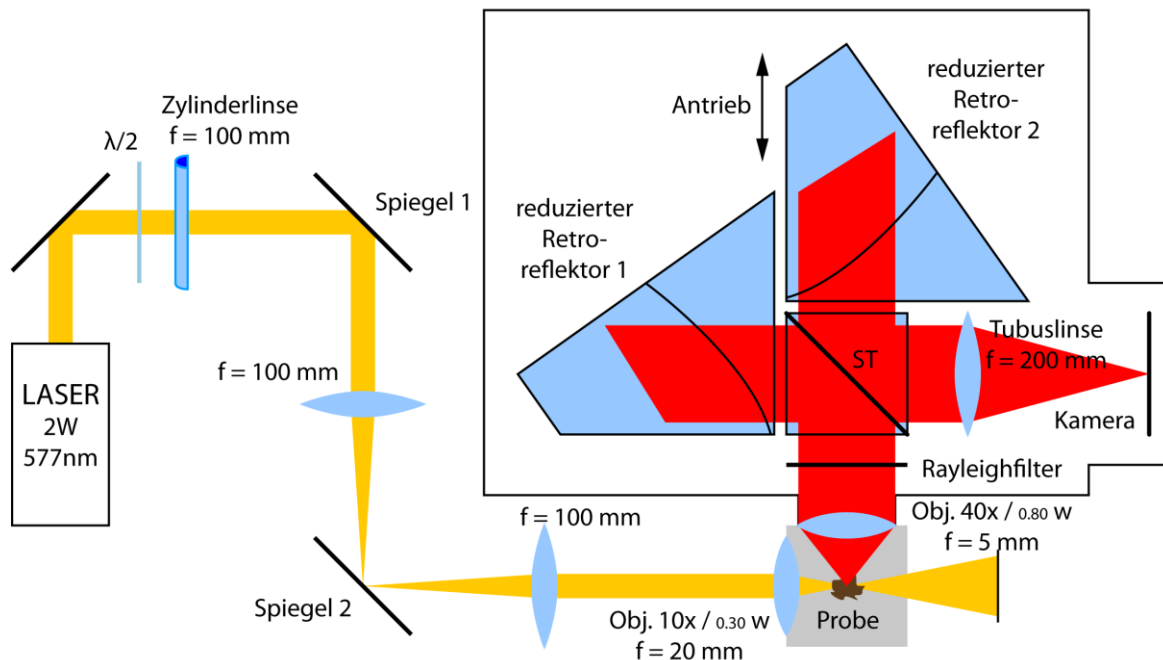 Zylinderlinse
f = 100 mm
λ/2
Spiegel 1
LASER
2W
577nm
f = 100 mm
Spiegel 2
f = 100 mm
Obj. 10x / 0.30 w
f = 20 mm
Antrieb
reduzierter
Retro-
reflektor 2
reduzierter
Retro-
reflektor 1
ST
Tubuslinse
f = 200 mm
Kamera
Rayleighfilter
Obj. 40x / 0.80 w
f = 5 mm
Probe